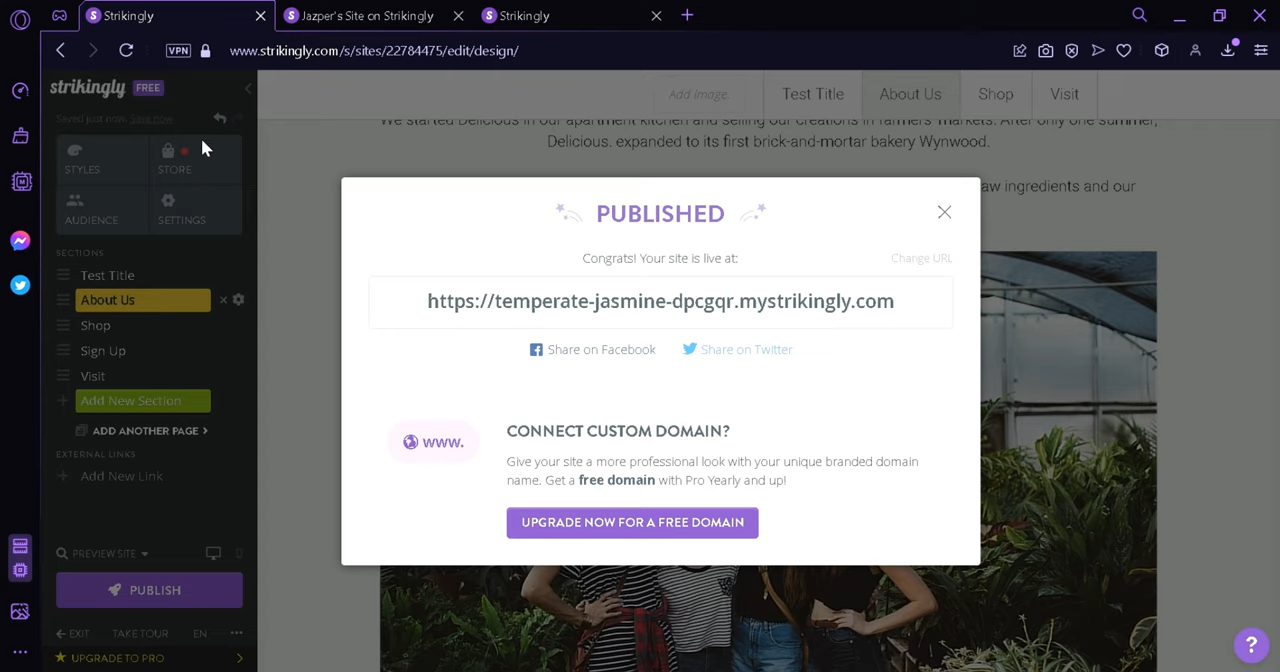 Strikingly
Jazper's Site on Strikingly
Strikingly
VPN
www.strikingly.com/s/sites/22784475/edit/design/
strikingly FREE
Saved just now. Save now
STYLES
STORE
AUDIENCE
SETTINGS
SECTIONS
Test Title
About Us
Shop
Sign Up
Visit
Add New Section
ADD ANOTHER PAGE
EXTERNAL LINKS
Add New Link
PREVIEW SITE
PUBLISH
EXIT TAKE TOUR EN
UPGRADE TO PRO
Add Image
Test Title
About Us
Shop
Visit
We started Delicious in our apartment kitchen and selling our creations in farmers' markets. After only one summer,
Delicious. expanded to its first brick-and-mortar bakery Wynwood.
aw ingredients and our
PUBLISHED
Congrats! Your site is live at:
Change URL
https://temperate-jasmine-dpcgqr.mystrikingly.com
Share on Facebook
Share on Twitter
www.
CONNECT CUSTOM DOMAIN?
Give your site a more professional look with your unique branded domain
name. Get a free domain with Pro Yearly and up!
UPGRADE NOW FOR A FREE DOMAIN
?